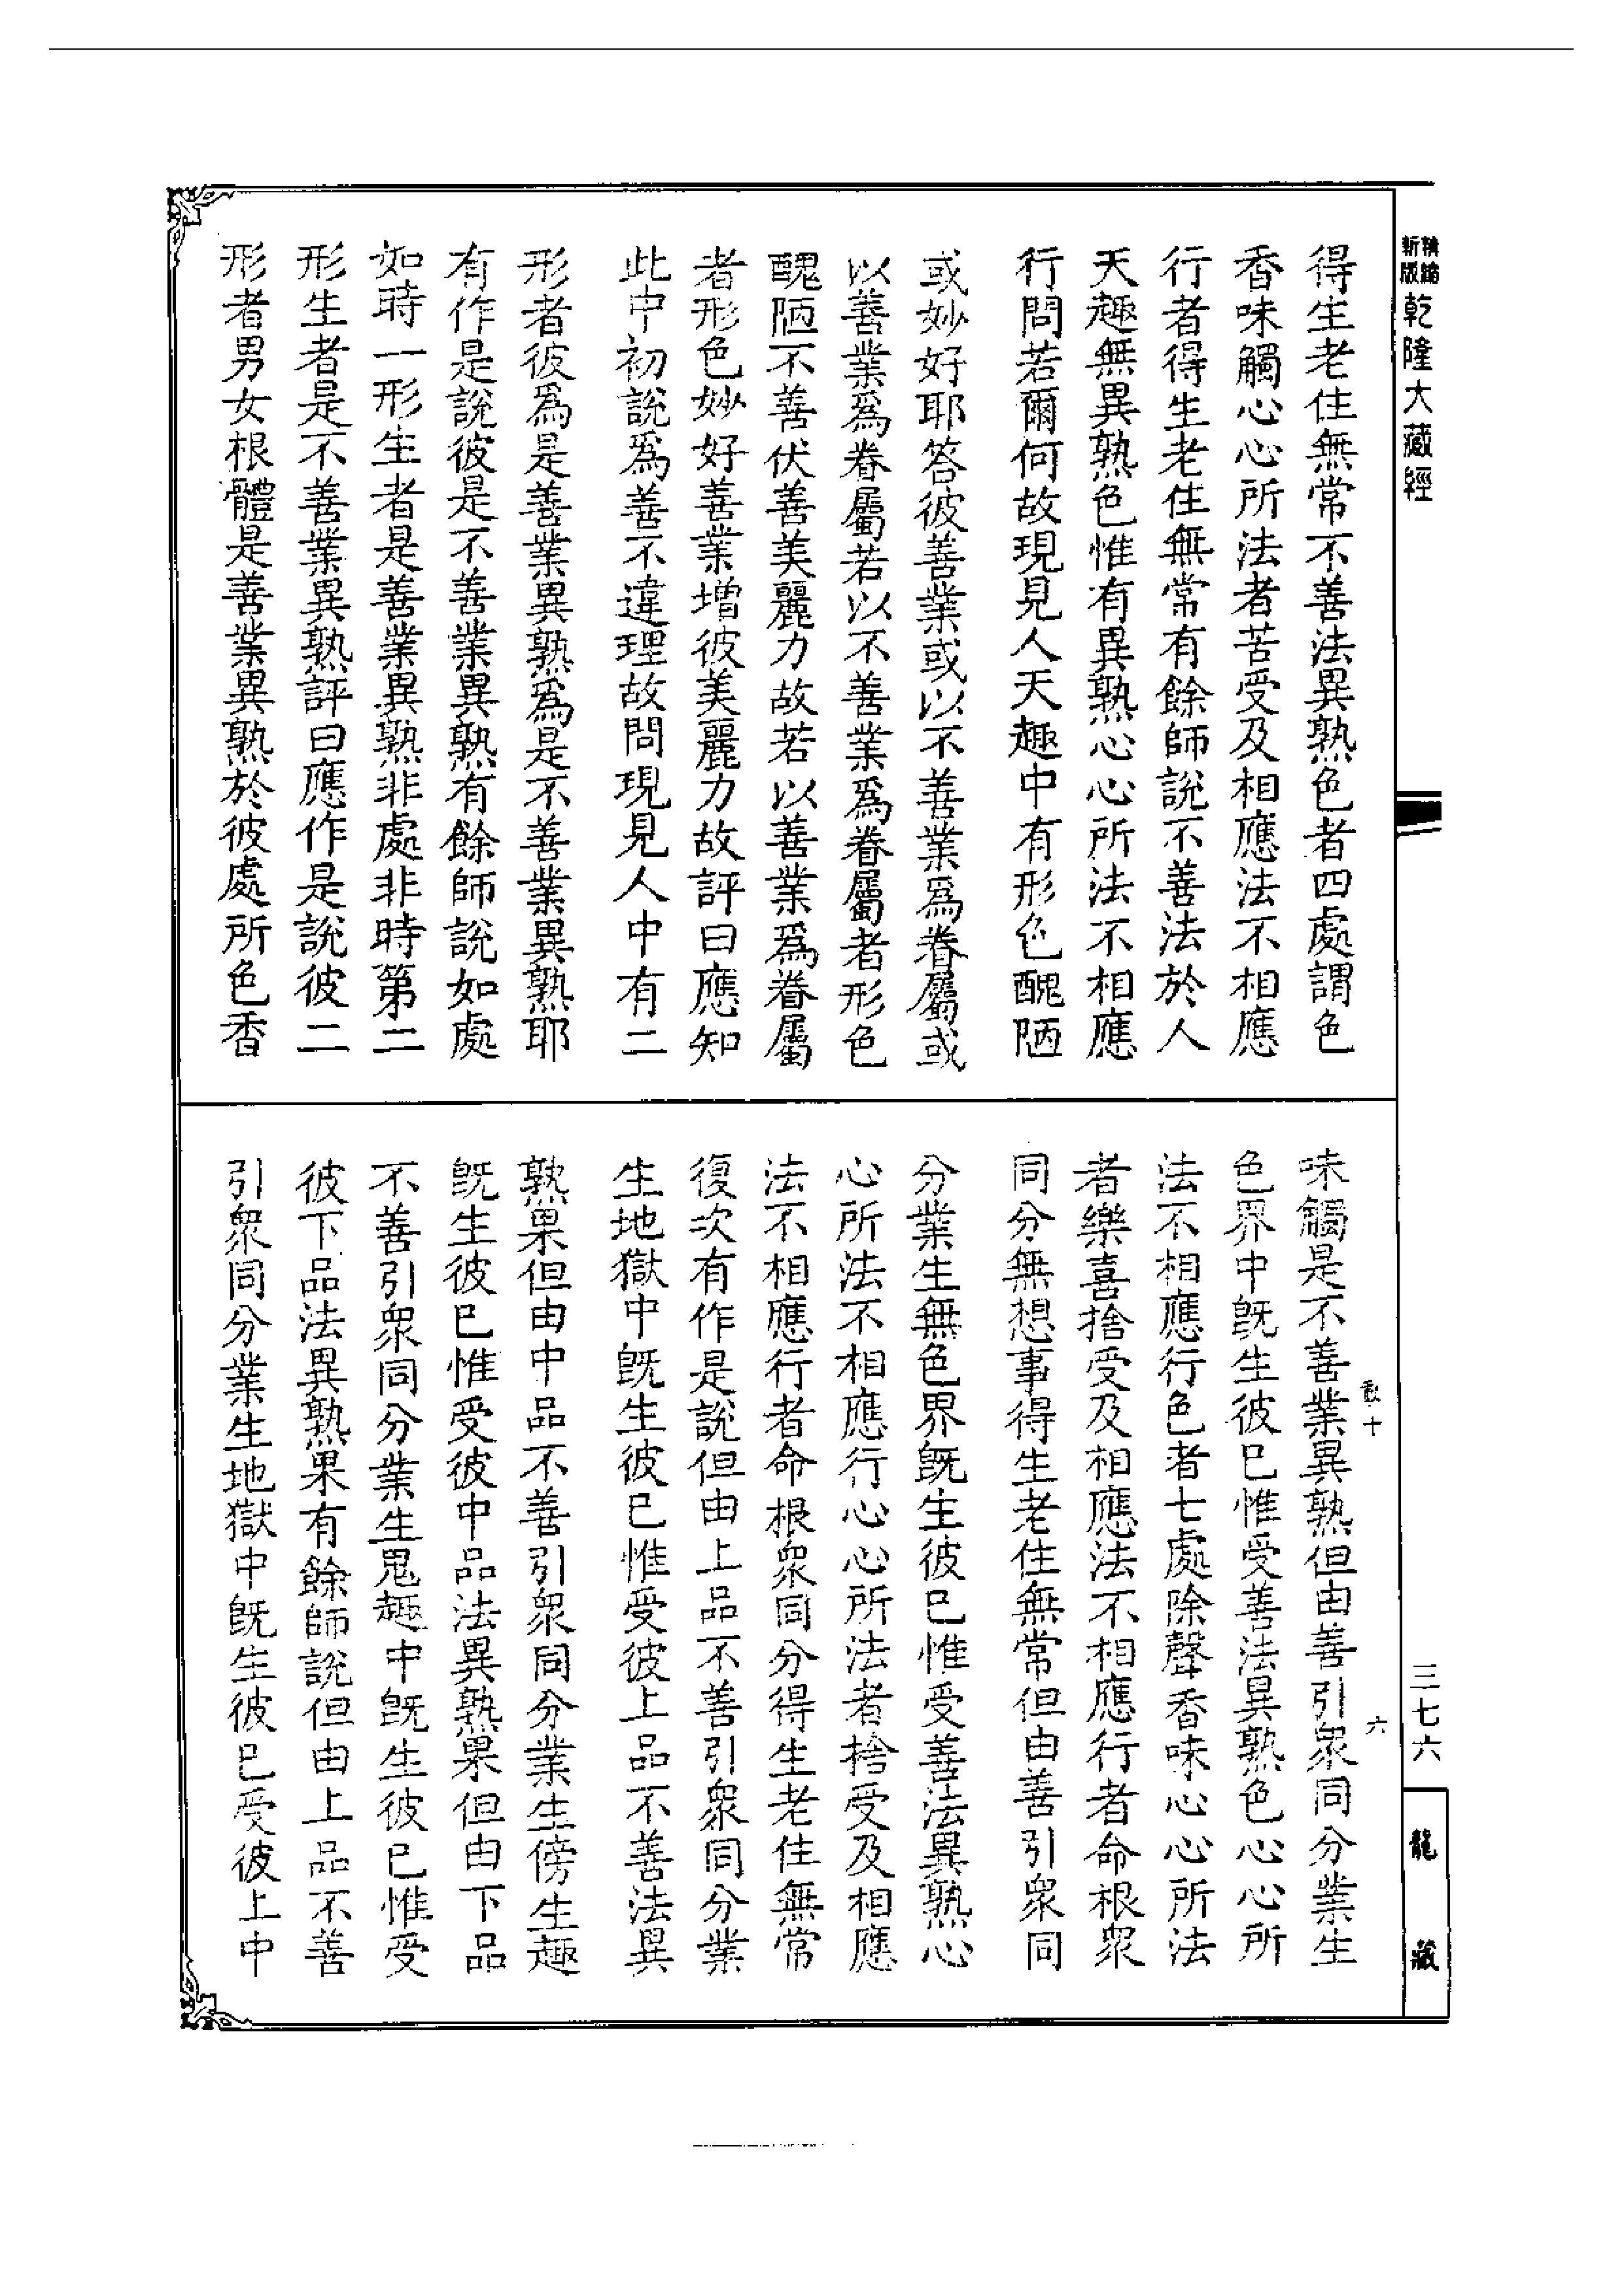 精縮新版乾隆大藏經
得生老住無常不善法異熟色者四處謂色
香味觸心心所法者苦受及相應法不相應
行者得生老住無常有餘師說不善法於人
天趣無異熟色惟有異熟心心所法不相應
行問若爾何故現見人天趣中有形色醜陋
或妙好耶答彼善業或以不善業爲眷屬或
以善業爲眷屬若以不善業爲眷屬者形色
醜陋不善伏善美麗力故若以善業爲眷屬
者形色妙好善業增彼美麗力故評曰應知
此中初說爲善不違理故問現見人中有二
形者彼爲是善業異熟爲是不善業異熟耶
有作是說彼是不善業異熟有餘師說如處
如時一形生者是善業異熟非處非時第二
形生者是不善業異熟評曰應作是說彼二
形者男女根體是善業異熟於彼處所色香
味觸是不善業異熟但由善引衆同分業生
色界中旣生彼已惟受善法異熟色心心所
法不相應行色者七處除聲香味心心所法
者樂喜捨受及相應法不相應行者命根衆
同分無想事得生老住無常但由善引衆同
分業生無色界旣生彼已惟受善法異熟心
心所法不相應行心心所法者捨受及相應
法不相應行者命根衆同分得生老住無常
復次有作是說但由上品不善引衆同分業
生地獄中旣生彼已惟受彼上品不善法異
熟果但由中品不善引衆同分業生傍生趣
旣生彼已惟受彼中品法異熟果但由下品
不善引衆同分業生鬼趣中旣生彼已惟受
彼下品法異熟果有餘師說但由上品不善
引衆同分業生地獄中旣生彼已受彼上中
十
六
三七六
龍藏